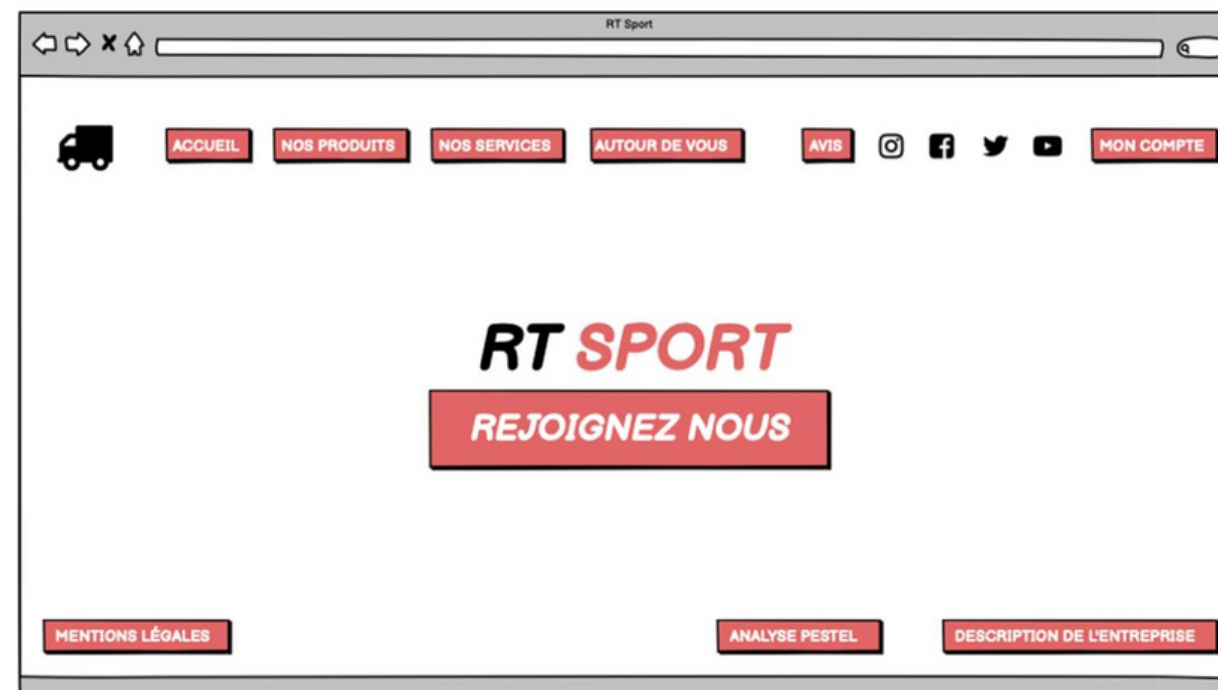 RT Sport
ACCUEIL NOS PRODUITS NOS SERVICES AUTOUR DE VOUS AVIS MON COMPTE
RT SPORT
REJOIGNEZ NOUS
MENTIONS LÉGALES ANALYSE PESTEL DESCRIPTION DE L'ENTREPRISE